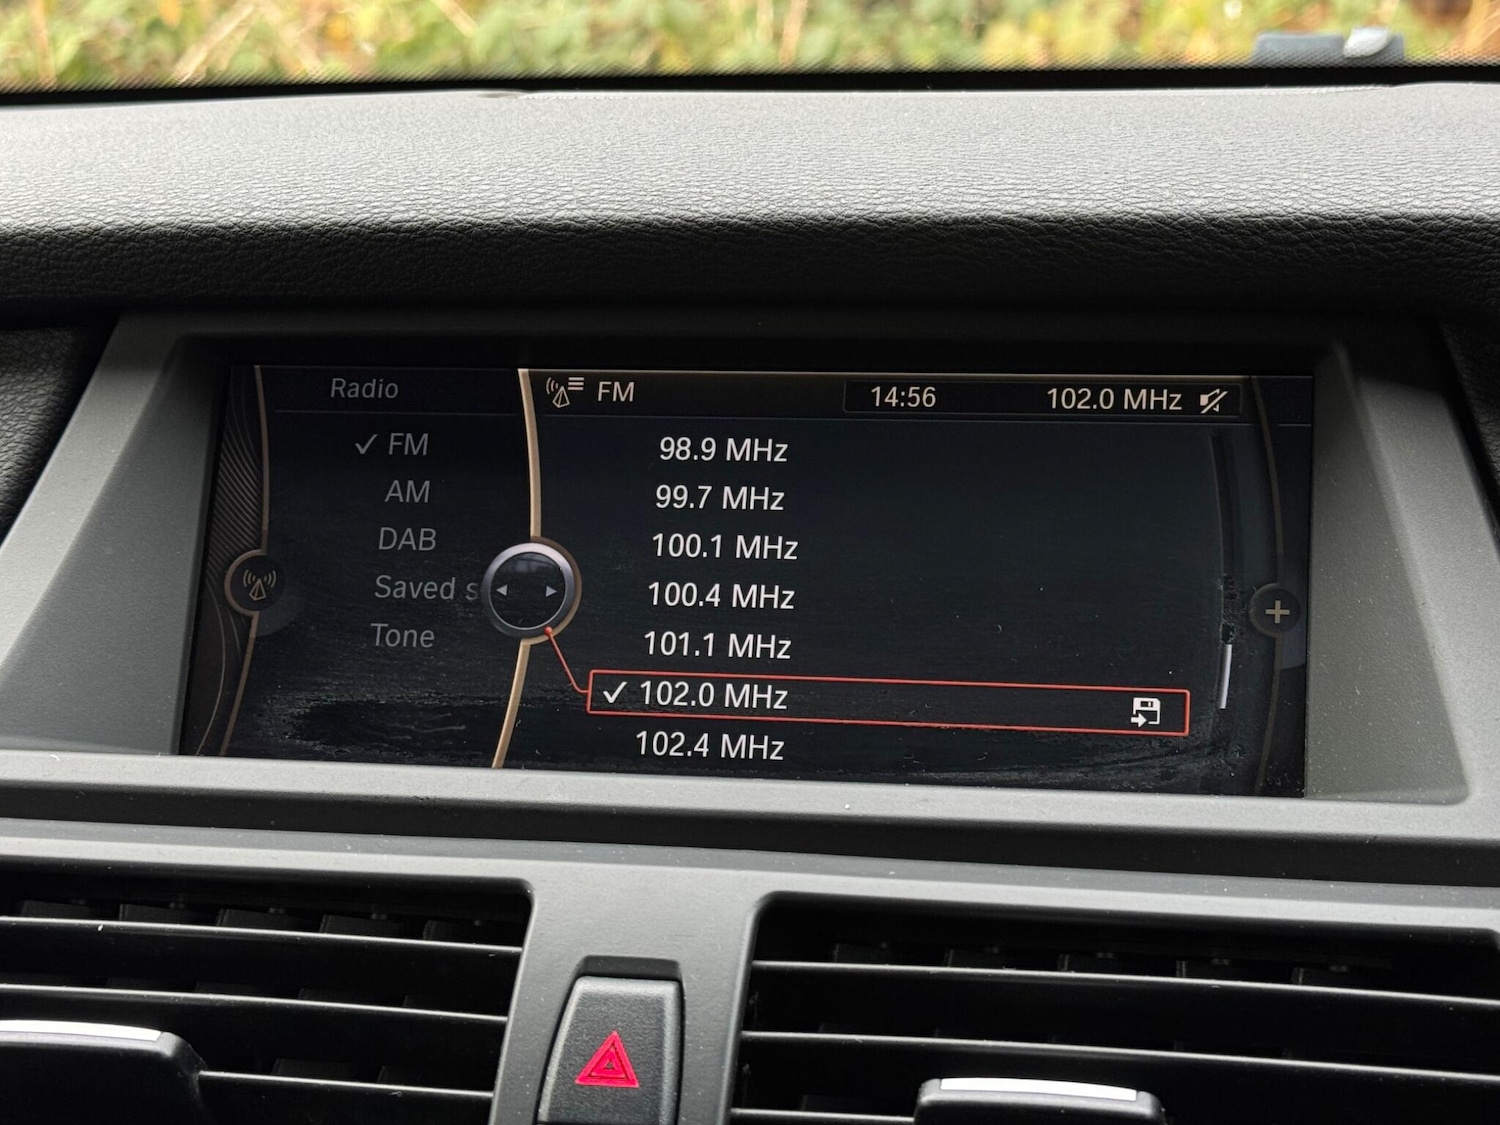 Radio
✓ FM
AM
DAB
Saved s
Tone
FM
14:56 102.0 MHz
98.9 MHz
99.7 MHz
100.1 MHz
100.4 MHz
101.1 MHz
✓ 102.0 MHz
102.4 MHz